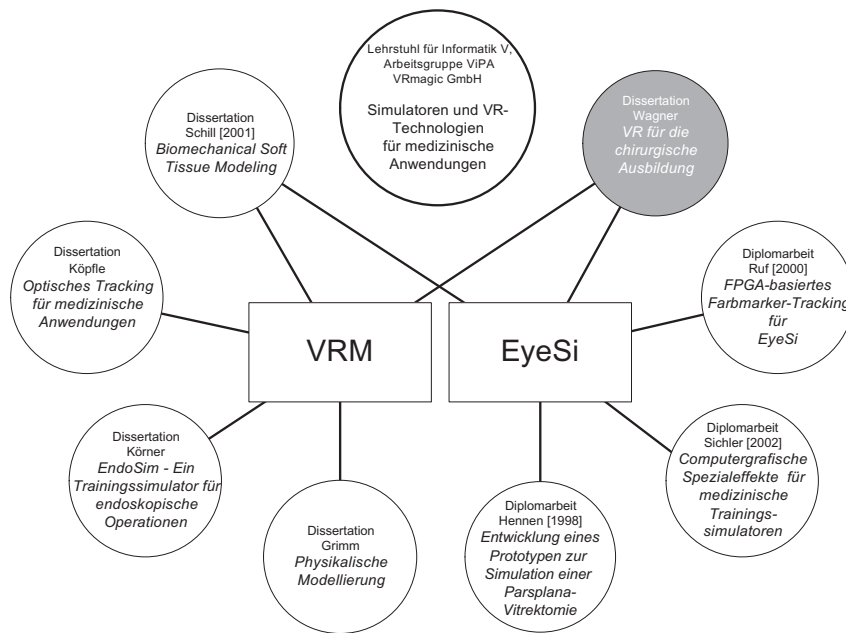 Lehrstuhl für Informatik V,
Arbeitsgruppe ViPA
VRmagic GmbH
Simulatoren und VR-
Technologien
für medizinische
Anwendungen
Dissertation
Schill [2001]
Biomechanical Soft
Tissue Modeling
Dissertation
Wagner
VR für die
chirurgische
Ausbildung
Dissertation
Köpfle
Optisches Tracking
für medizinische
Anwendungen
Diplomarbeit
Ruf [2000]
FPGA-basiertes
Farbmarker-Tracking
für
EyeSi
VRM
EyeSi
Dissertation
Körner
EndoSim - Ein
Trainingssimulator für
endoskopische
Operationen
Dissertation
Grimm
Physikalische
Modellierung
Diplomarbeit
Hennen [1998]
Entwicklung eines
Prototypen zur
Simulation einer
Parsplana-
Vitrektomie
Diplomarbeit
Sichler [2002]
Computergrafische
Spezialeffekte für
medizinische
Trainings-
simulatoren